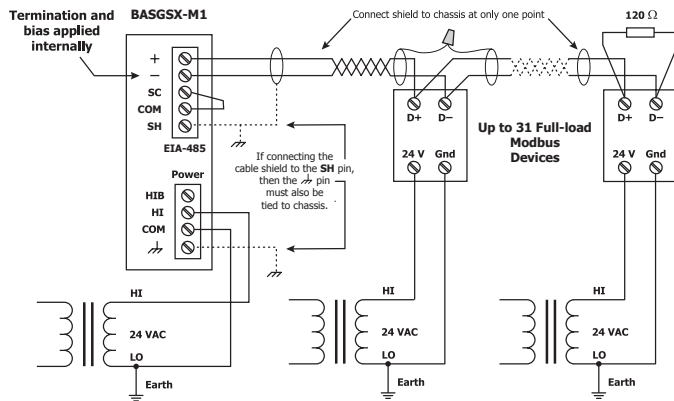 Termination and
bias applied
internally
BASGSX-M1
+
−
SC
COM
SH
EIA-485
Power
HIB
HI
COM
Connect shield to chassis at only one point
120 Ω
If connecting the
cable shield to the SH pin,
then the pin
must also be
tied to chassis.
D+ D−
24 V Gnd
Up to 31 Full-load
Modbus
Devices
D+ D−
24 V Gnd
HI
24 VAC
LO
Earth
HI
24 VAC
LO
Earth
HI
24 VAC
LO
Earth